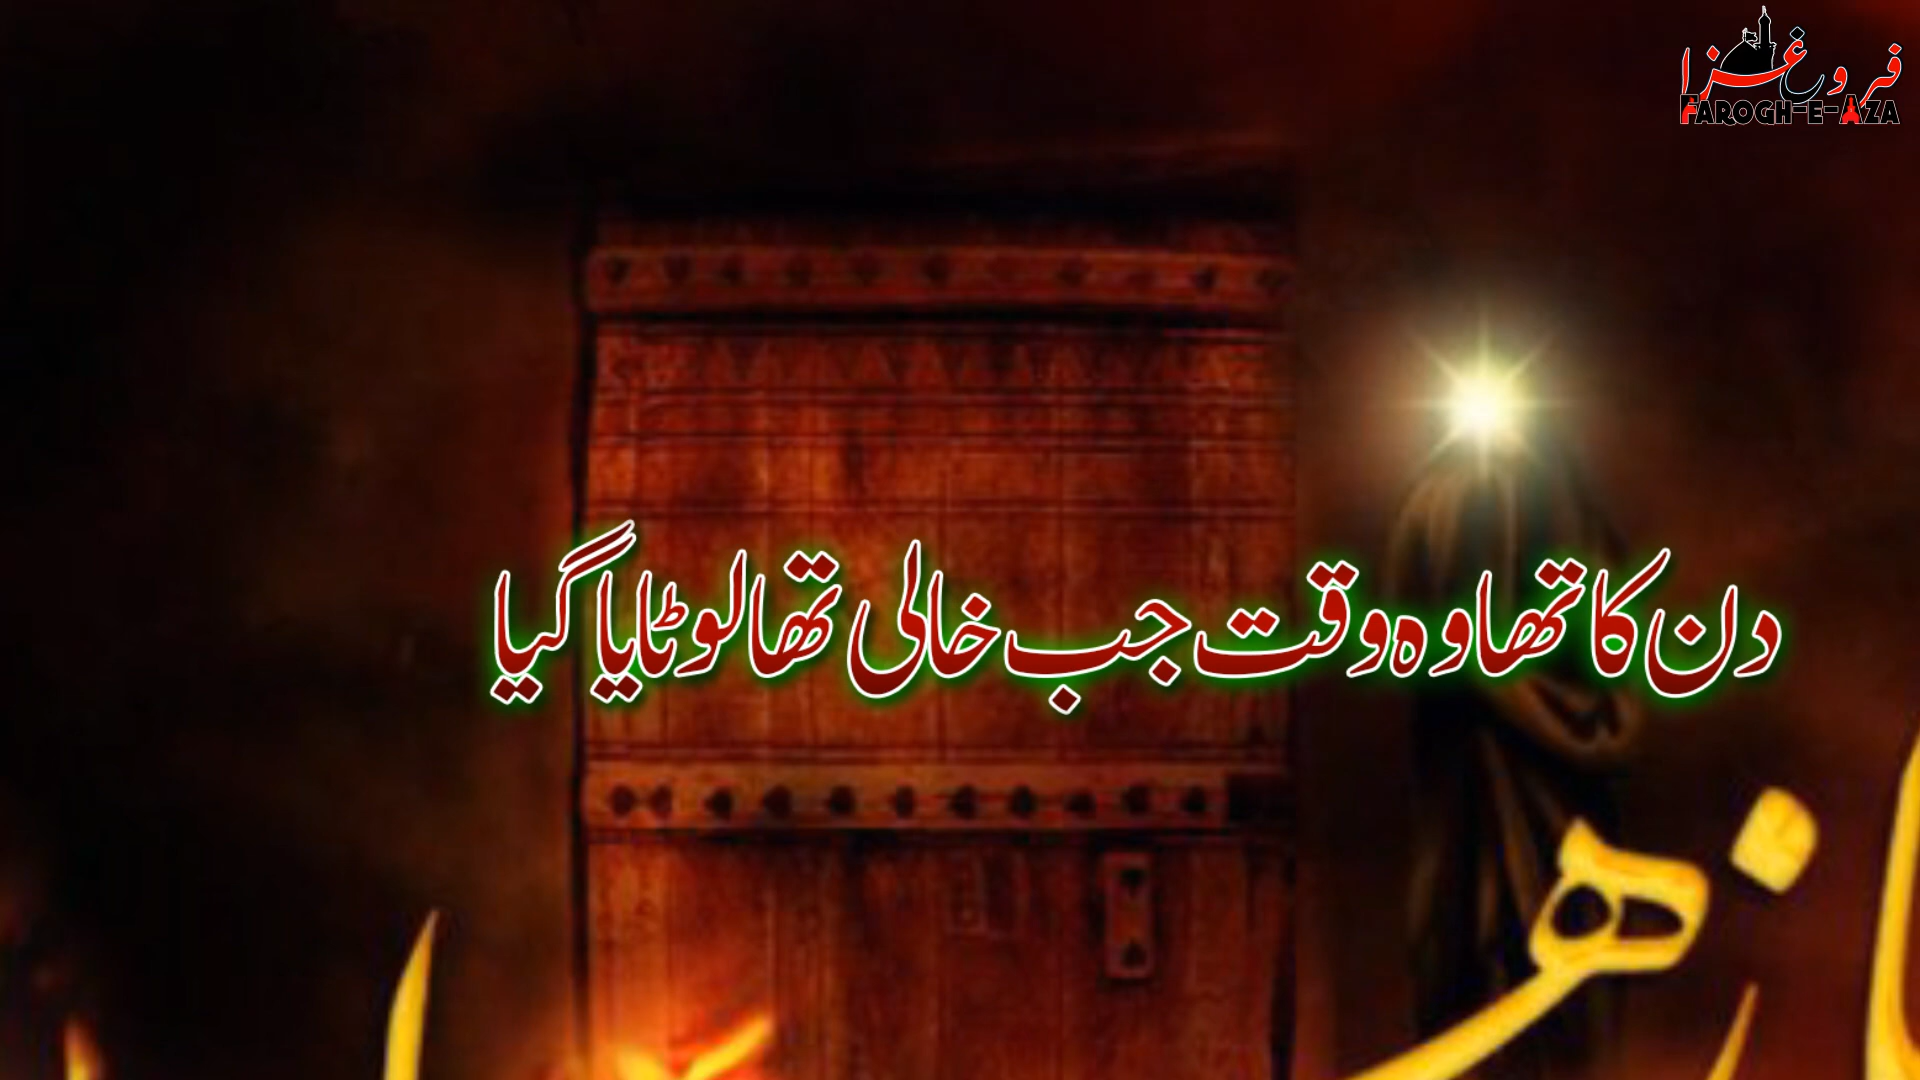 فروغ عزا
FAROGH-E-AZA
دن کا تھا وہ وقت جب خالی تھا لوٹایا گیا